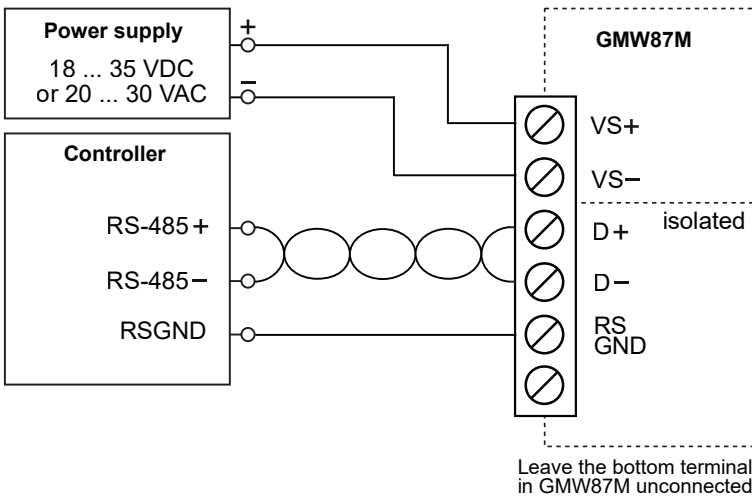 Power supply
18 ... 35 VDC
or 20 ... 30 VAC
+
−
Controller
RS-485+
RS-485−
RSGND
GMW87M
VS+
VS−
isolated
D+
D−
RS
GND
Leave the bottom terminal
in GMW87M unconnected